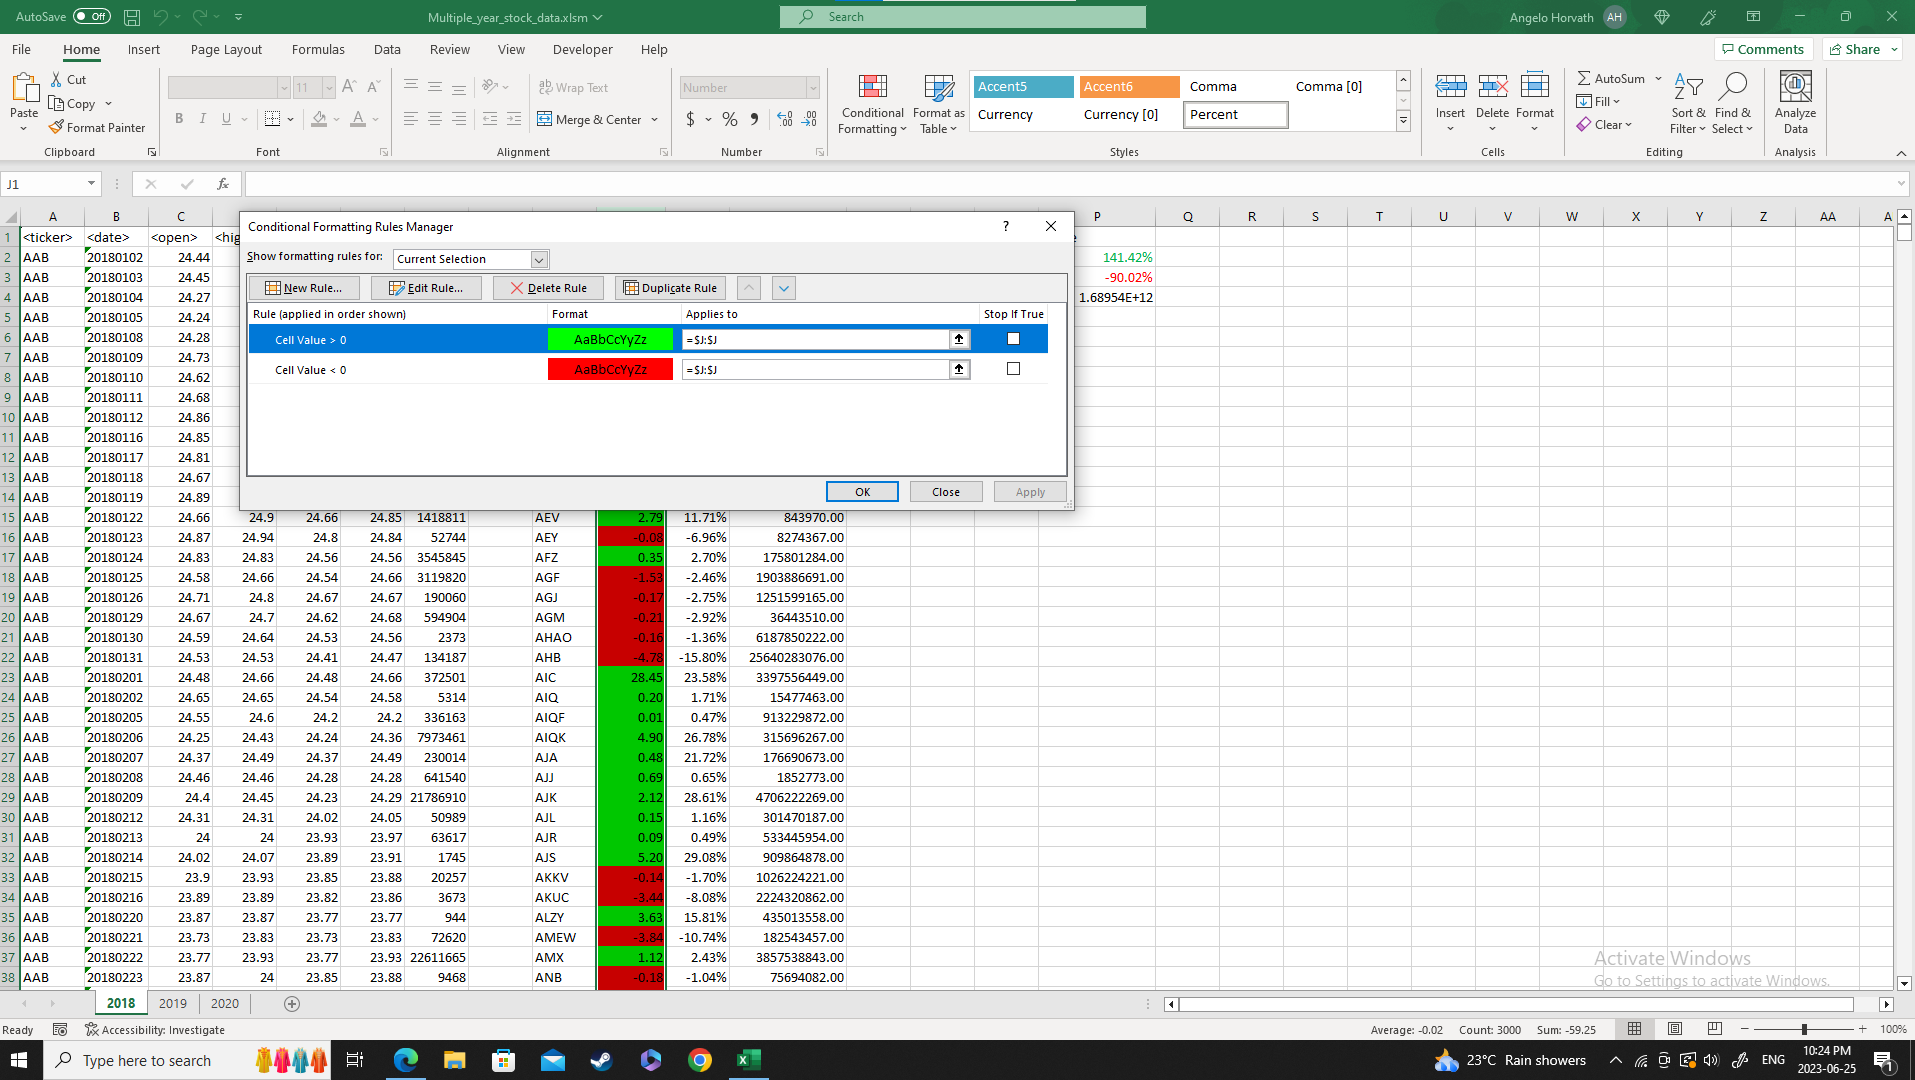 AutoSave Off Multiple_year_stock_data.xlsm Search Angelo Horvath AH
File Home Insert Page Layout Formulas Data Review View Developer Help Comments Share
Cut
Copy
Format Painter
Paste
Clipboard
11
Font
Wrap Text
Merge & Center
Alignment
Number
$ % 9
Number
Conditional Formatting
Format as Table
Accent5 Accent6 Comma Comma [0]
Currency Currency [0] Percent
Styles
Insert Delete Format
Cells
AutoSum
Fill
Clear
Sort & Filter
Find & Select
Editing
Analyze Data
Analysis
J1 fx
A B C P Q R S T U V W X Y Z AA A
1 <ticker> <date> <open> <hig
2 AAB 20180102 24.44 141.42%
3 AAB 20180103 24.45 -90.02%
4 AAB 20180104 24.27 1.68954E+12
5 AAB 20180105 24.24
6 AAB 20180108 24.28
7 AAB 20180109 24.73
8 AAB 20180110 24.62
9 AAB 20180111 24.68
10 AAB 20180112 24.86
11 AAB 20180116 24.85
12 AAB 20180117 24.81
13 AAB 20180118 24.67
14 AAB 20180119 24.89
Conditional Formatting Rules Manager ?
Show formatting rules for: Current Selection
New Rule... Edit Rule... Delete Rule Duplicate Rule
Rule (applied in order shown) Format Applies to Stop If True
Cell Value > 0 AaBbCcYyZz =$J:$J
Cell Value < 0 AaBbCcYyZz =$J:$J
OK Close Apply
15 AAB 20180122 24.66 24.9 24.66 24.85 1418811 AEV 2.79 11.71% 843970.00
16 AAB 20180123 24.87 24.94 24.8 24.84 52744 AEY -0.08 -6.96% 8274367.00
17 AAB 20180124 24.83 24.83 24.56 24.56 3545845 AFZ 0.35 2.70% 175801284.00
18 AAB 20180125 24.58 24.66 24.54 24.66 3119820 AGF -1.53 -2.46% 1903886691.00
19 AAB 20180126 24.71 24.8 24.67 24.67 190060 AGJ -0.17 -2.75% 1251599165.00
20 AAB 20180129 24.67 24.7 24.62 24.68 594904 AGM -0.21 -2.92% 36443510.00
21 AAB 20180130 24.59 24.64 24.53 24.56 2373 AHAO -0.16 -1.36% 6187850222.00
22 AAB 20180131 24.53 24.53 24.41 24.47 134187 AHB -4.78 -15.80% 25640283076.00
23 AAB 20180201 24.48 24.66 24.48 24.66 372501 AIC 28.45 23.58% 3397556449.00
24 AAB 20180202 24.65 24.65 24.54 24.58 5314 AIQ 0.20 1.71% 15477463.00
25 AAB 20180205 24.55 24.6 24.2 24.2 336163 AIQF 0.01 0.47% 913229872.00
26 AAB 20180206 24.25 24.43 24.24 24.36 7973461 AIQK 4.90 26.78% 315696267.00
27 AAB 20180207 24.37 24.49 24.37 24.49 230014 AJA 0.48 21.72% 176690673.00
28 AAB 20180208 24.46 24.46 24.28 24.28 641540 AJJ 0.69 0.65% 1852773.00
29 AAB 20180209 24.4 24.45 24.23 24.29 21786910 AJK 2.12 28.61% 4706222269.00
30 AAB 20180212 24.31 24.31 24.02 24.05 50989 AJL 0.15 1.16% 301470187.00
31 AAB 20180213 24 24 23.93 23.97 63617 AJR 0.09 0.49% 533445954.00
32 AAB 20180214 24.02 24.07 23.89 23.91 1745 AJS 5.20 29.08% 909864878.00
33 AAB 20180215 23.9 23.93 23.85 23.88 20257 AKKV -0.14 -1.70% 1026224221.00
34 AAB 20180216 23.89 23.89 23.82 23.86 3673 AKUC -3.44 -8.08% 2224320862.00
35 AAB 20180220 23.87 23.87 23.77 23.77 944 ALZY 3.63 15.81% 435013558.00
36 AAB 20180221 23.73 23.83 23.73 23.83 72620 AMEW -3.84 -10.74% 182543457.00
37 AAB 20180222 23.77 23.93 23.77 23.93 22611665 AMX 1.12 2.43% 3857538843.00
38 AAB 20180223 23.87 24 23.85 23.88 9468 ANB -0.18 -1.04% 75694082.00
Activate Windows
Go to Settings to activate Windows.
2018 2019 2020
Ready Accessibility: Investigate Average: -0.02 Count: 3000 Sum: -59.25 100%
Type here to search 23°C Rain showers ENG 10:24 PM
2023-06-25 1